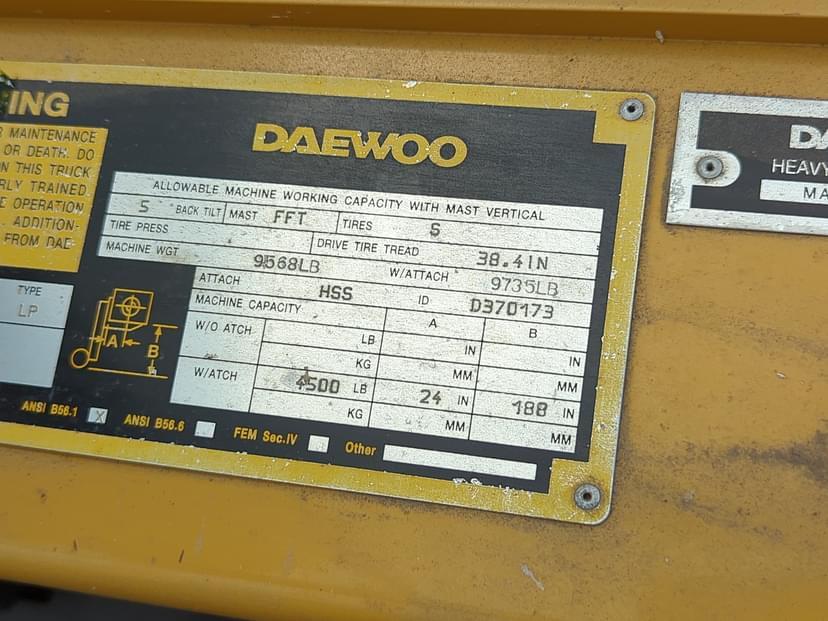 ING
R MAINTENANCE
OR DEATH. DO
ON THIS TRUCK
RLY TRAINED.
E OPERATION
- ADDITION-
FROM DAE-
TYPE
LP
DAEWOO
ALLOWABLE MACHINE WORKING CAPACITY WITH MAST VERTICAL
5 BACK TILT MAST FFT TIRES S
TIRE PRESS DRIVE TIRE TREAD 38.4IN
MACHINE WGT 9568LB W/ATTACH 9735LB
ATTACH HSS ID D370173
MACHINE CAPACITY A B
W/O ATCH LB IN IN
KG MM MM
W/ATCH 4500 LB 24 IN 188 IN
KG MM MM
A
B
ANSI B56.1 X ANSI B56.6 FEM Sec.IV Other
DA
HEAVY
MA